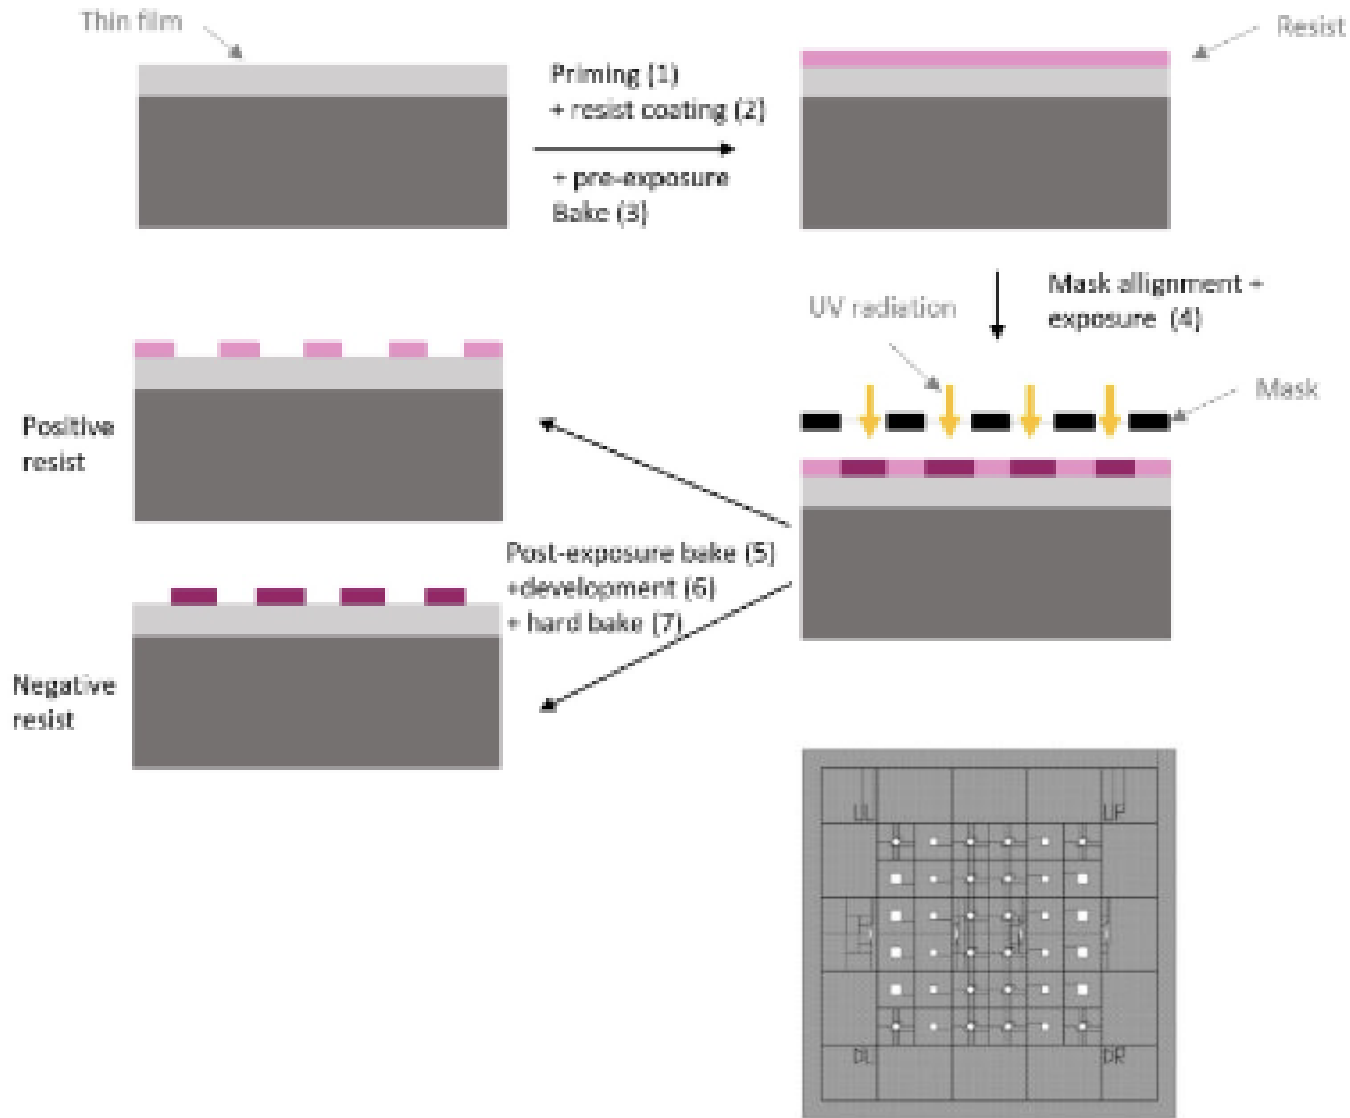 Thin film
Resist
Priming (1)
+ resist coating (2)
+ pre-exposure
Bake (3)
UV radiation
Mask allignment +
exposure (4)
Mask
Positive
resist
Post-exposure bake (5)
+development (6)
+ hard bake (7)
Negative
resist
UL
UR
DL
DR